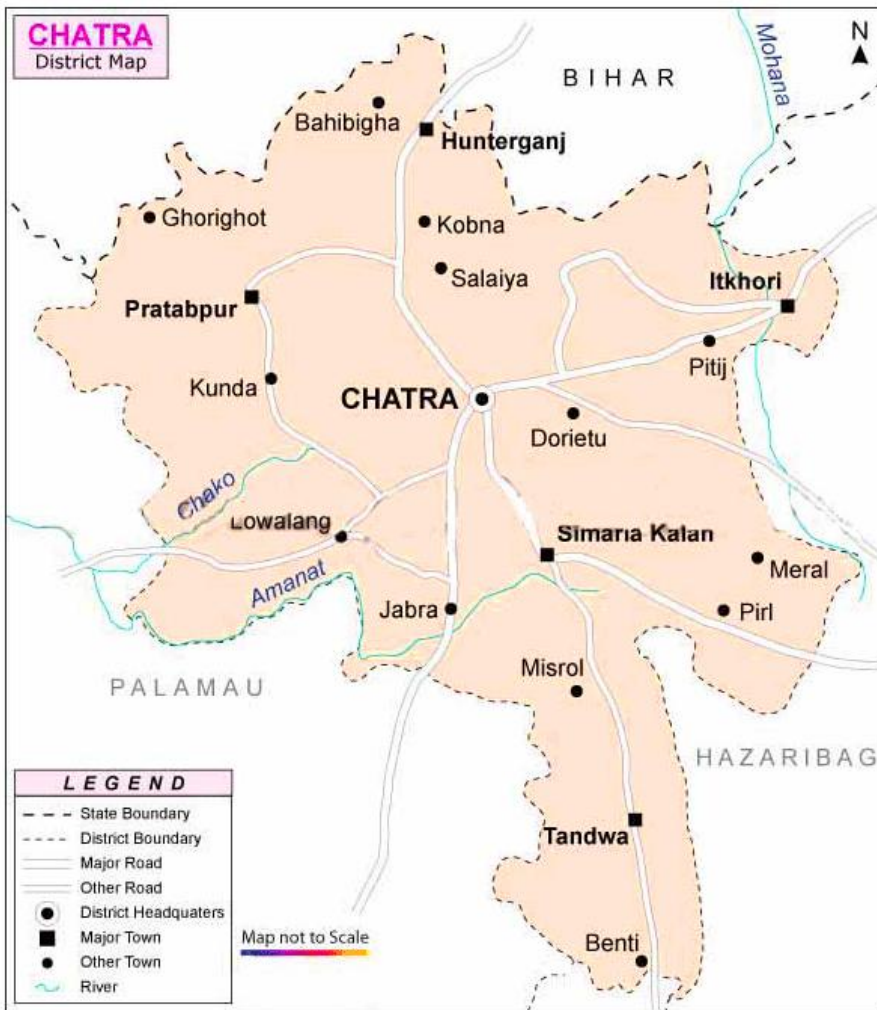 CHATRA
District Map
N
BIHAR
Mohana
Bahibigha
Hunterganj
Ghorighot
Kobna
Salaiya
Itkhori
Pratabpur
Pitij
Kunda
CHATRA
Dorietu
Chako
Lowalang
Simaria Kalan
Meral
Amanat
Jabra
Pirl
Misrol
PALAMAU
HAZARIBAG
Tandwa
Benti
LEGEND
State Boundary
District Boundary
Major Road
Other Road
District Headquaters
Major Town
Other Town
River
Map not to Scale